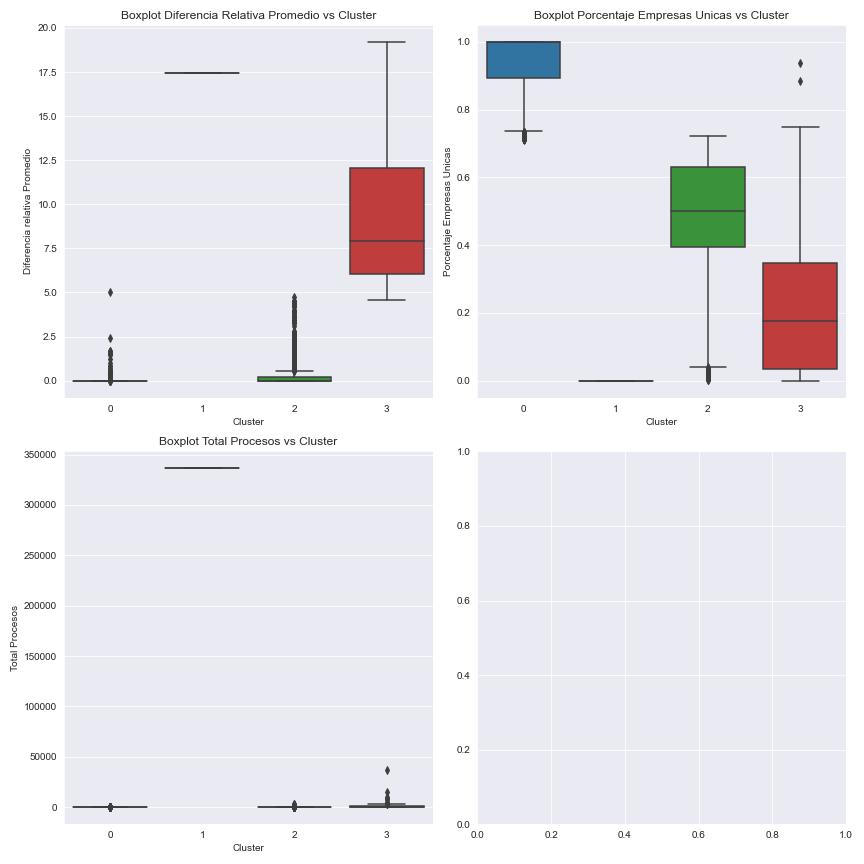 Boxplot Diferencia Relativa Promedio vs Cluster
Diferencia relativa Promedio
20.0
17.5
15.0
12.5
10.0
7.5
5.0
2.5
0.0
0 1 2 3
Cluster
Boxplot Porcentaje Empresas Unicas vs Cluster
Porcentaje Empresas Unicas
1.0
0.8
0.6
0.4
0.2
0.0
0 1 2 3
Cluster
Boxplot Total Procesos vs Cluster
Total Procesos
350000
300000
250000
200000
150000
100000
50000
0
0 1 2 3
Cluster
1.0
0.8
0.6
0.4
0.2
0.0
0.0 0.2 0.4 0.6 0.8 1.0